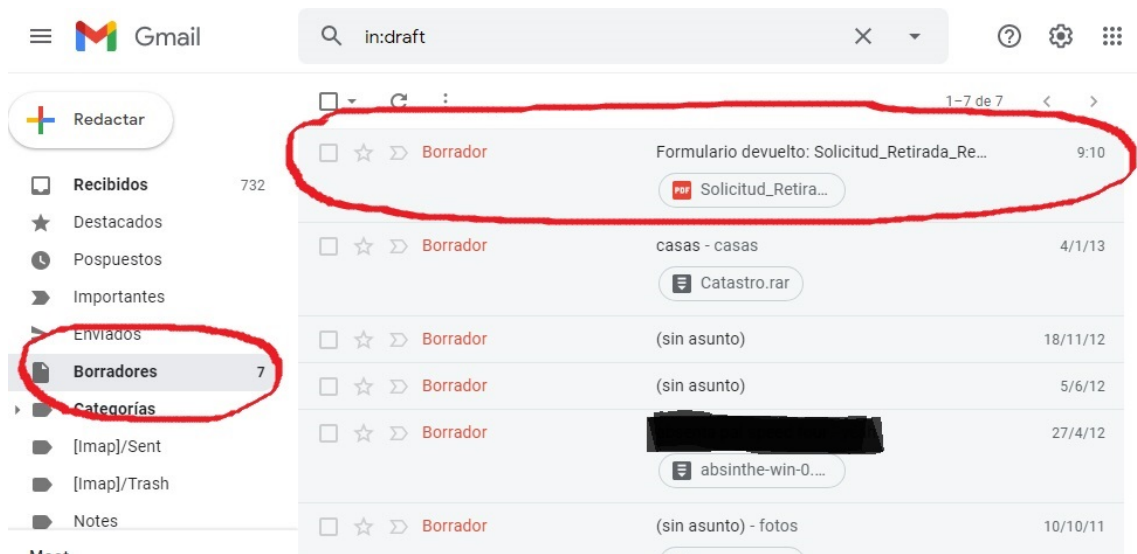 Gmail
in:draft
Redactar
1–7 de 7
Recibidos 732
Destacados
Pospuestos
Importantes
Enviados
Borradores 7
Categorías
[Imap]/Sent
[Imap]/Trash
Notes
Borrador Formulario devuelto: Solicitud_Retirada_Re... 9:10
PDF Solicitud_Retira...
Borrador casas - casas 4/1/13
Catastro.rar
Borrador (sin asunto) 18/11/12
Borrador (sin asunto) 5/6/12
Borrador 27/4/12
absinthe-win-0....
Borrador (sin asunto) - fotos 10/10/11